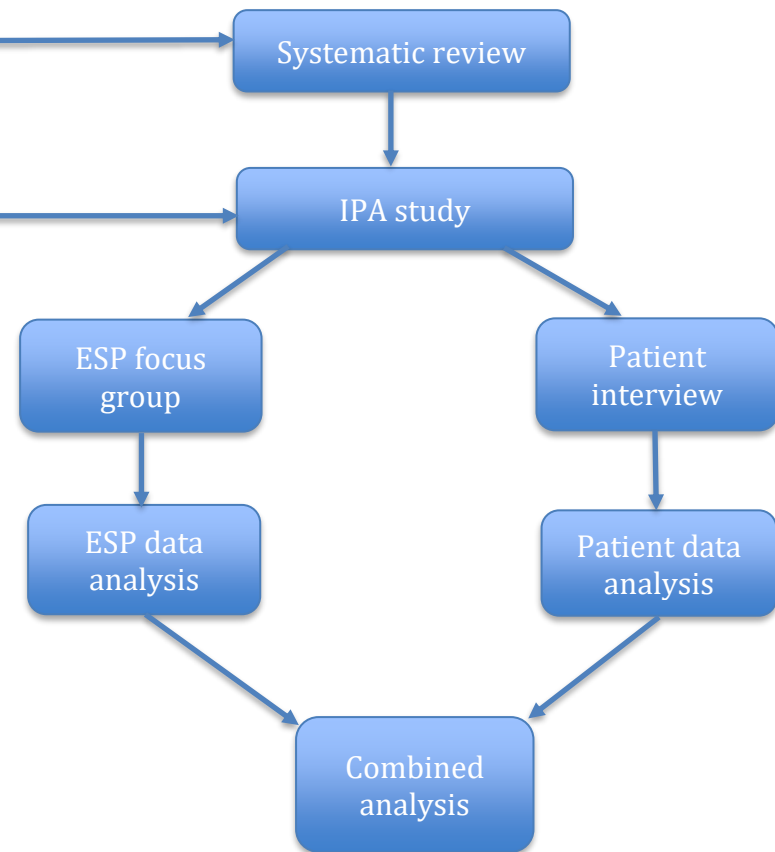 Systematic review
IPA study
ESP focus
group
Patient
interview
ESP data
analysis
Patient data
analysis
Combined
analysis